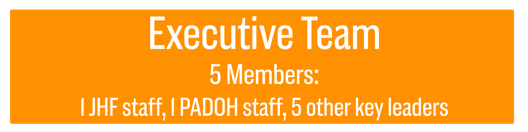 Executive Team
5 Members:
1 JHF staff, 1 PADOH staff, 5 other key leaders